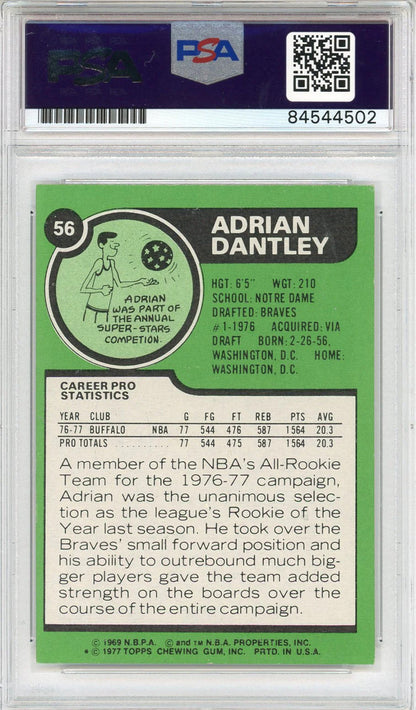 PSA
PSA
84544502
56
ADRIAN
DANTLEY
ADRIAN
WAS PART OF
THE ANNUAL
SUPER-STARS
COMPETION.
HGT: 6'5" WGT: 210
SCHOOL: NOTRE DAME
DRAFTED: BRAVES
#1-1976 ACQUIRED: VIA
DRAFT BORN: 2-26-56,
WASHINGTON, D.C. HOME:
WASHINGTON, D.C.
CAREER PRO
STATISTICS
YEAR CLUB G FG FT REB PTS AVG
76-77 BUFFALO NBA 77 544 476 587 1564 20.3
PRO TOTALS .......... 77 544 475 587 1564 20.3
A member of the NBA's All-Rookie
Team for the 1976-77 campaign,
Adrian was the unanimous selec-
tion as the league's Rookie of the
Year last season. He took over the
Braves' small forward position and
his ability to outrebound much big-
ger players gave the team added
strength on the boards over the
course of the entire campaign.
© 1969 N.B.P.A. © and TM N.B.A. PROPERTIES, INC.
* © 1977 TOPPS CHEWING GUM, INC. PRTD. IN U.S.A.